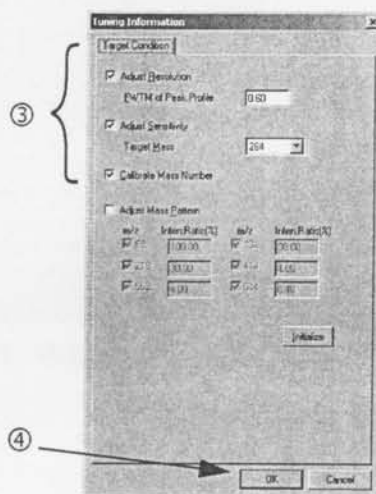 Tuning Information
Target Condition
③
Adjust Resolution
FWTM of Peak Profile 0.60
Adjust Sensitivity
Target Mass 264
Calibrate Mass Number
Adjust Mass Pattern
m/z Inten.Ratio(%) m/z Inten.Ratio(%)
100.00
Initialize
④
OK Cancel